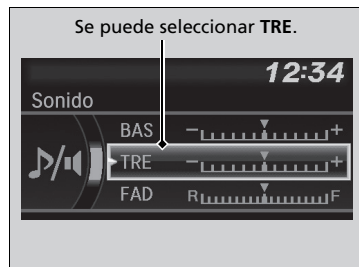 Se puede seleccionar TRE.
12:34
Sonido
BAS - +
TRE - +
FAD R F